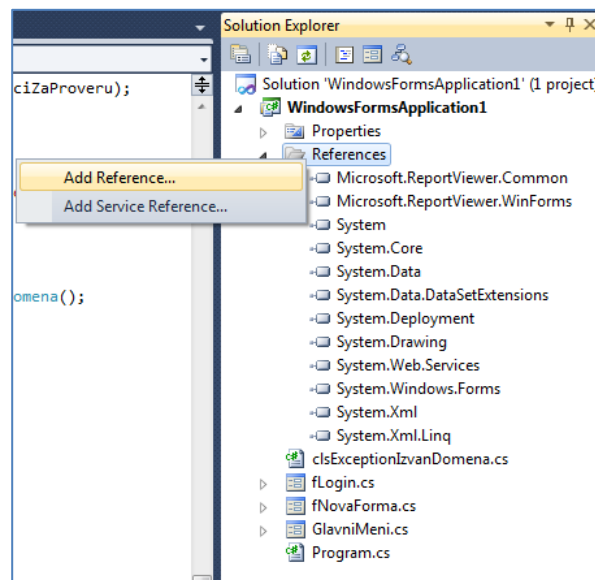 Solution Explorer
Solution 'WindowsFormsApplication1' (1 project)
ciZaProveru);
WindowsFormsApplication1
Properties
References
Add Reference...
Microsoft.ReportViewer.Common
Add Service Reference...
Microsoft.ReportViewer.WinForms
System
System.Core
System.Data
omena();
System.Data.DataSetExtensions
System.Deployment
System.Drawing
System.Web.Services
System.Windows.Forms
System.Xml
System.Xml.Linq
clsExceptionIzvanDomena.cs
fLogin.cs
fNovaForma.cs
GlavniMeni.cs
Program.cs